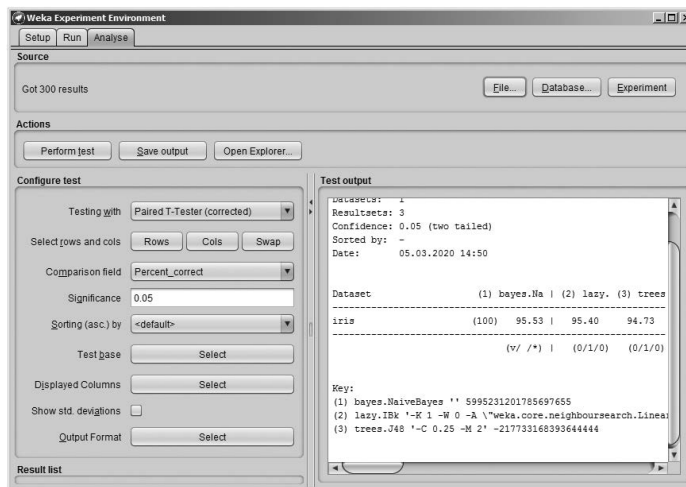 Weka Experiment Environment
Setup Run Analyse
Source
Got 300 results
File... Database... Experiment
Actions
Perform test Save output Open Explorer...
Configure test
Testing with Paired T-Tester (corrected)
Select rows and cols Rows Cols Swap
Comparison field Percent_correct
Significance 0.05
Sorting (asc.) by <default>
Test base Select
Displayed Columns Select
Show std. deviations
Output Format Select
Result list
Test output
Datasets: 1
Resultsets: 3
Confidence: 0.05 (two tailed)
Sorted by: -
Date: 05.03.2020 14:50
Dataset (1) bayes.Na | (2) lazy. (3) trees
iris (100) 95.53 | 95.40 94.73
(v/ /*) | (0/1/0) (0/1/0)
Key:
(1) bayes.NaiveBayes '' 5995231201785697655
(2) lazy.IBk '-K 1 -W 0 -A \"weka.core.neighboursearch.Linea
(3) trees.J48 '-C 0.25 -M 2' -217733168393644444